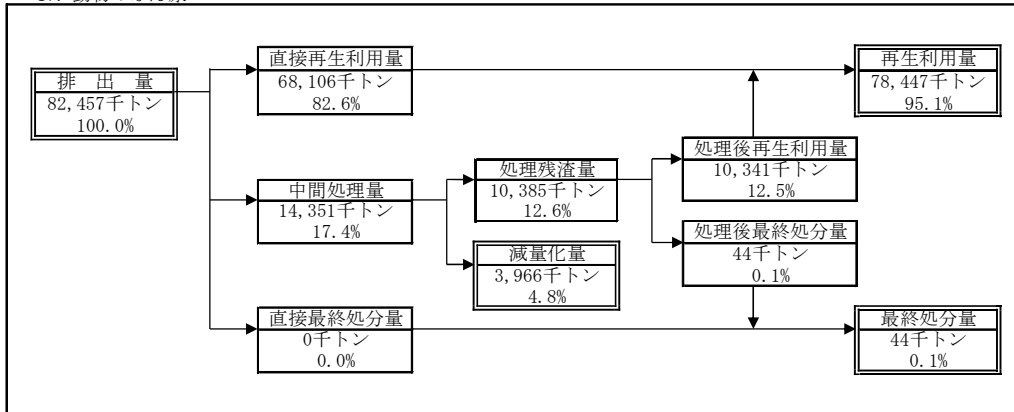 排 出 量
82,457千トン
100.0%
直接再生利用量
68,106千トン
82.6%
再生利用量
78,447千トン
95.1%
中間処理量
14,351千トン
17.4%
処理残渣量
10,385千トン
12.6%
処理後再生利用量
10,341千トン
12.5%
減量化量
3,966千トン
4.8%
処理後最終処分量
44千トン
0.1%
直接最終処分量
0千トン
0.0%
最終処分量
44千トン
0.1%